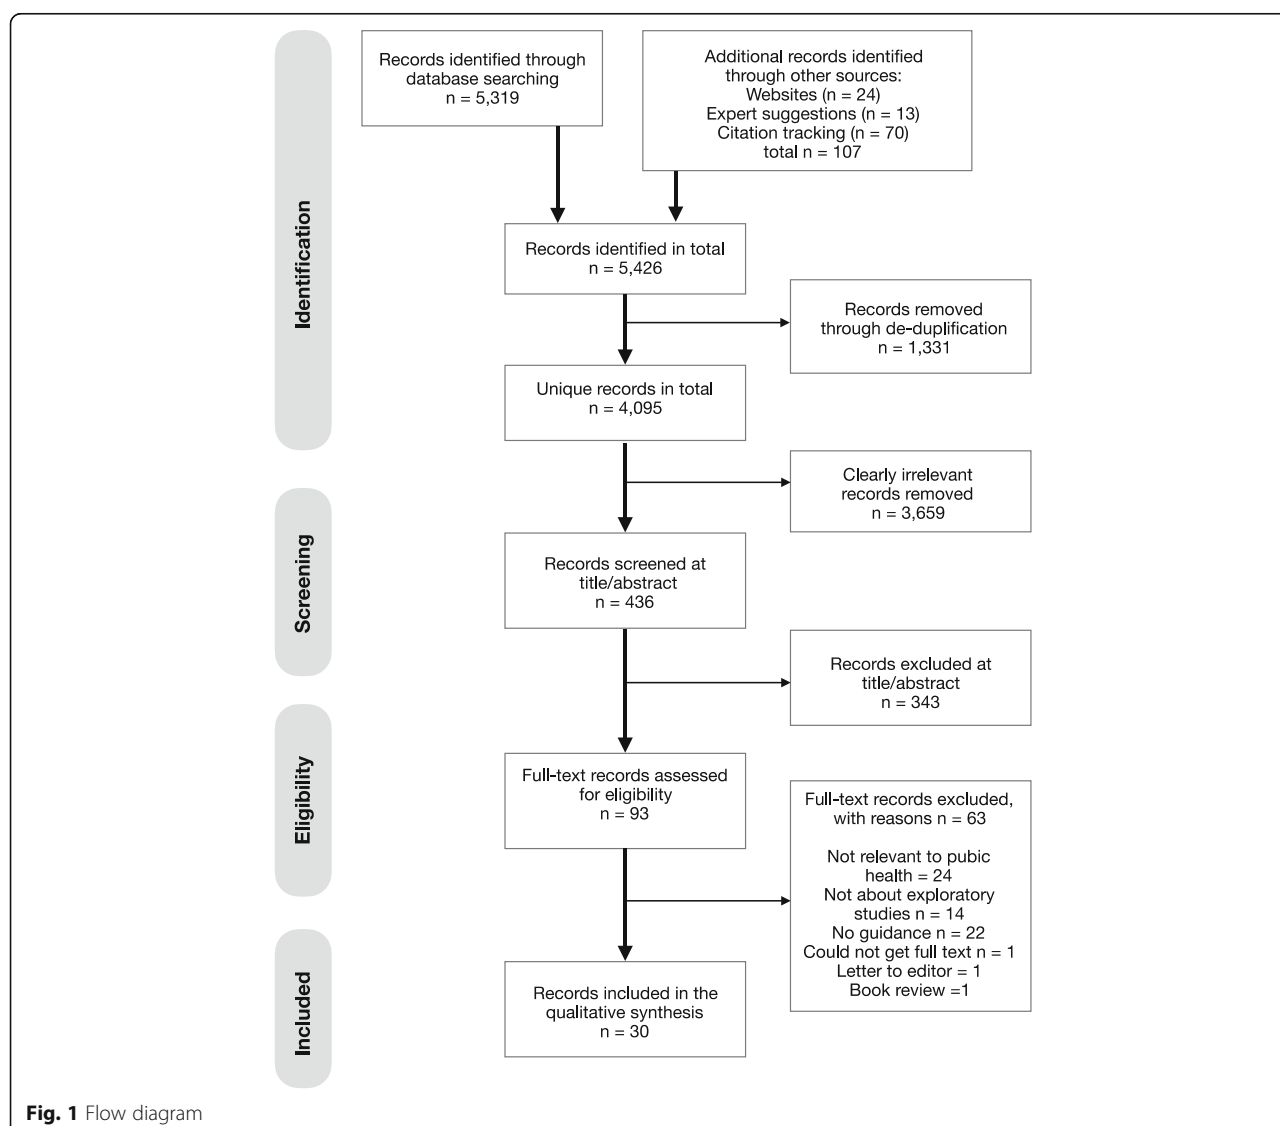 Identification
Records identified through
database searching
n = 5,319
Additional records identified
through other sources:
Websites (n = 24)
Expert suggestions (n = 13)
Citation tracking (n = 70)
total n = 107
Records identified in total
n = 5,426
Records removed
through de-duplification
n = 1,331
Unique records in total
n = 4,095
Screening
Clearly irrelevant
records removed
n = 3,659
Records screened at
title/abstract
n = 436
Records excluded at
title/abstract
n = 343
Eligibility
Full-text records assessed
for eligibility
n = 93
Full-text records excluded,
with reasons n = 63
Not relevant to pubic
health = 24
Not about exploratory
studies n = 14
No guidance n = 22
Could not get full text n = 1
Letter to editor = 1
Book review =1
Included
Records included in the
qualitative synthesis
n = 30
Fig. 1 Flow diagram